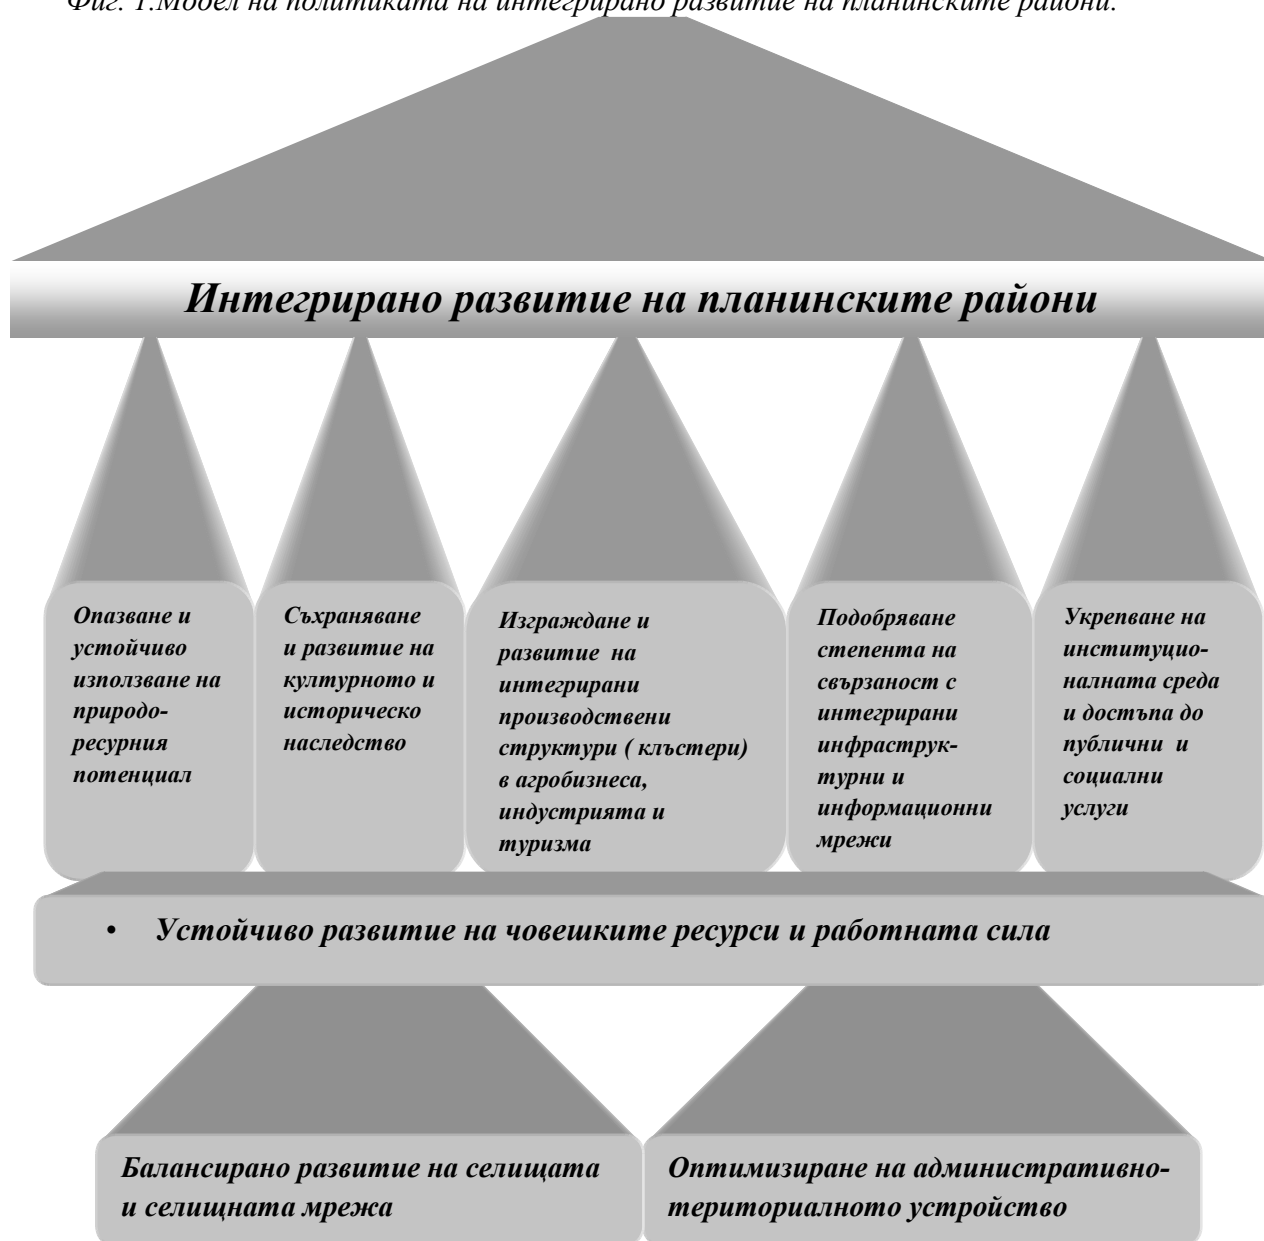 Фиг. 1.Модел на политиката на интегрирано развитие на планинските райони.
Интегрирано развитие на планинските райони
Опазване и
устойчиво
използване на
природо-
ресурния
потенциал
Съхраняване
и развитие на
културното и
историческо
наследство
Изграждане и
развитие на
интегрирани
производствени
структури ( клъстери)
в агробизнеса,
индустрията и
туризма
Подобряване
степента на
свързаност с
интегрирани
инфраструк-
турни и
информационни
мрежи
Укрепване на
институцио-
налната среда
и достъпа до
публични и
социални
услуги
• Устойчиво развитие на човешките ресурси и работната сила
Балансирано развитие на селищата
и селищната мрежа
Оптимизиране на административно-
териториалното устройство